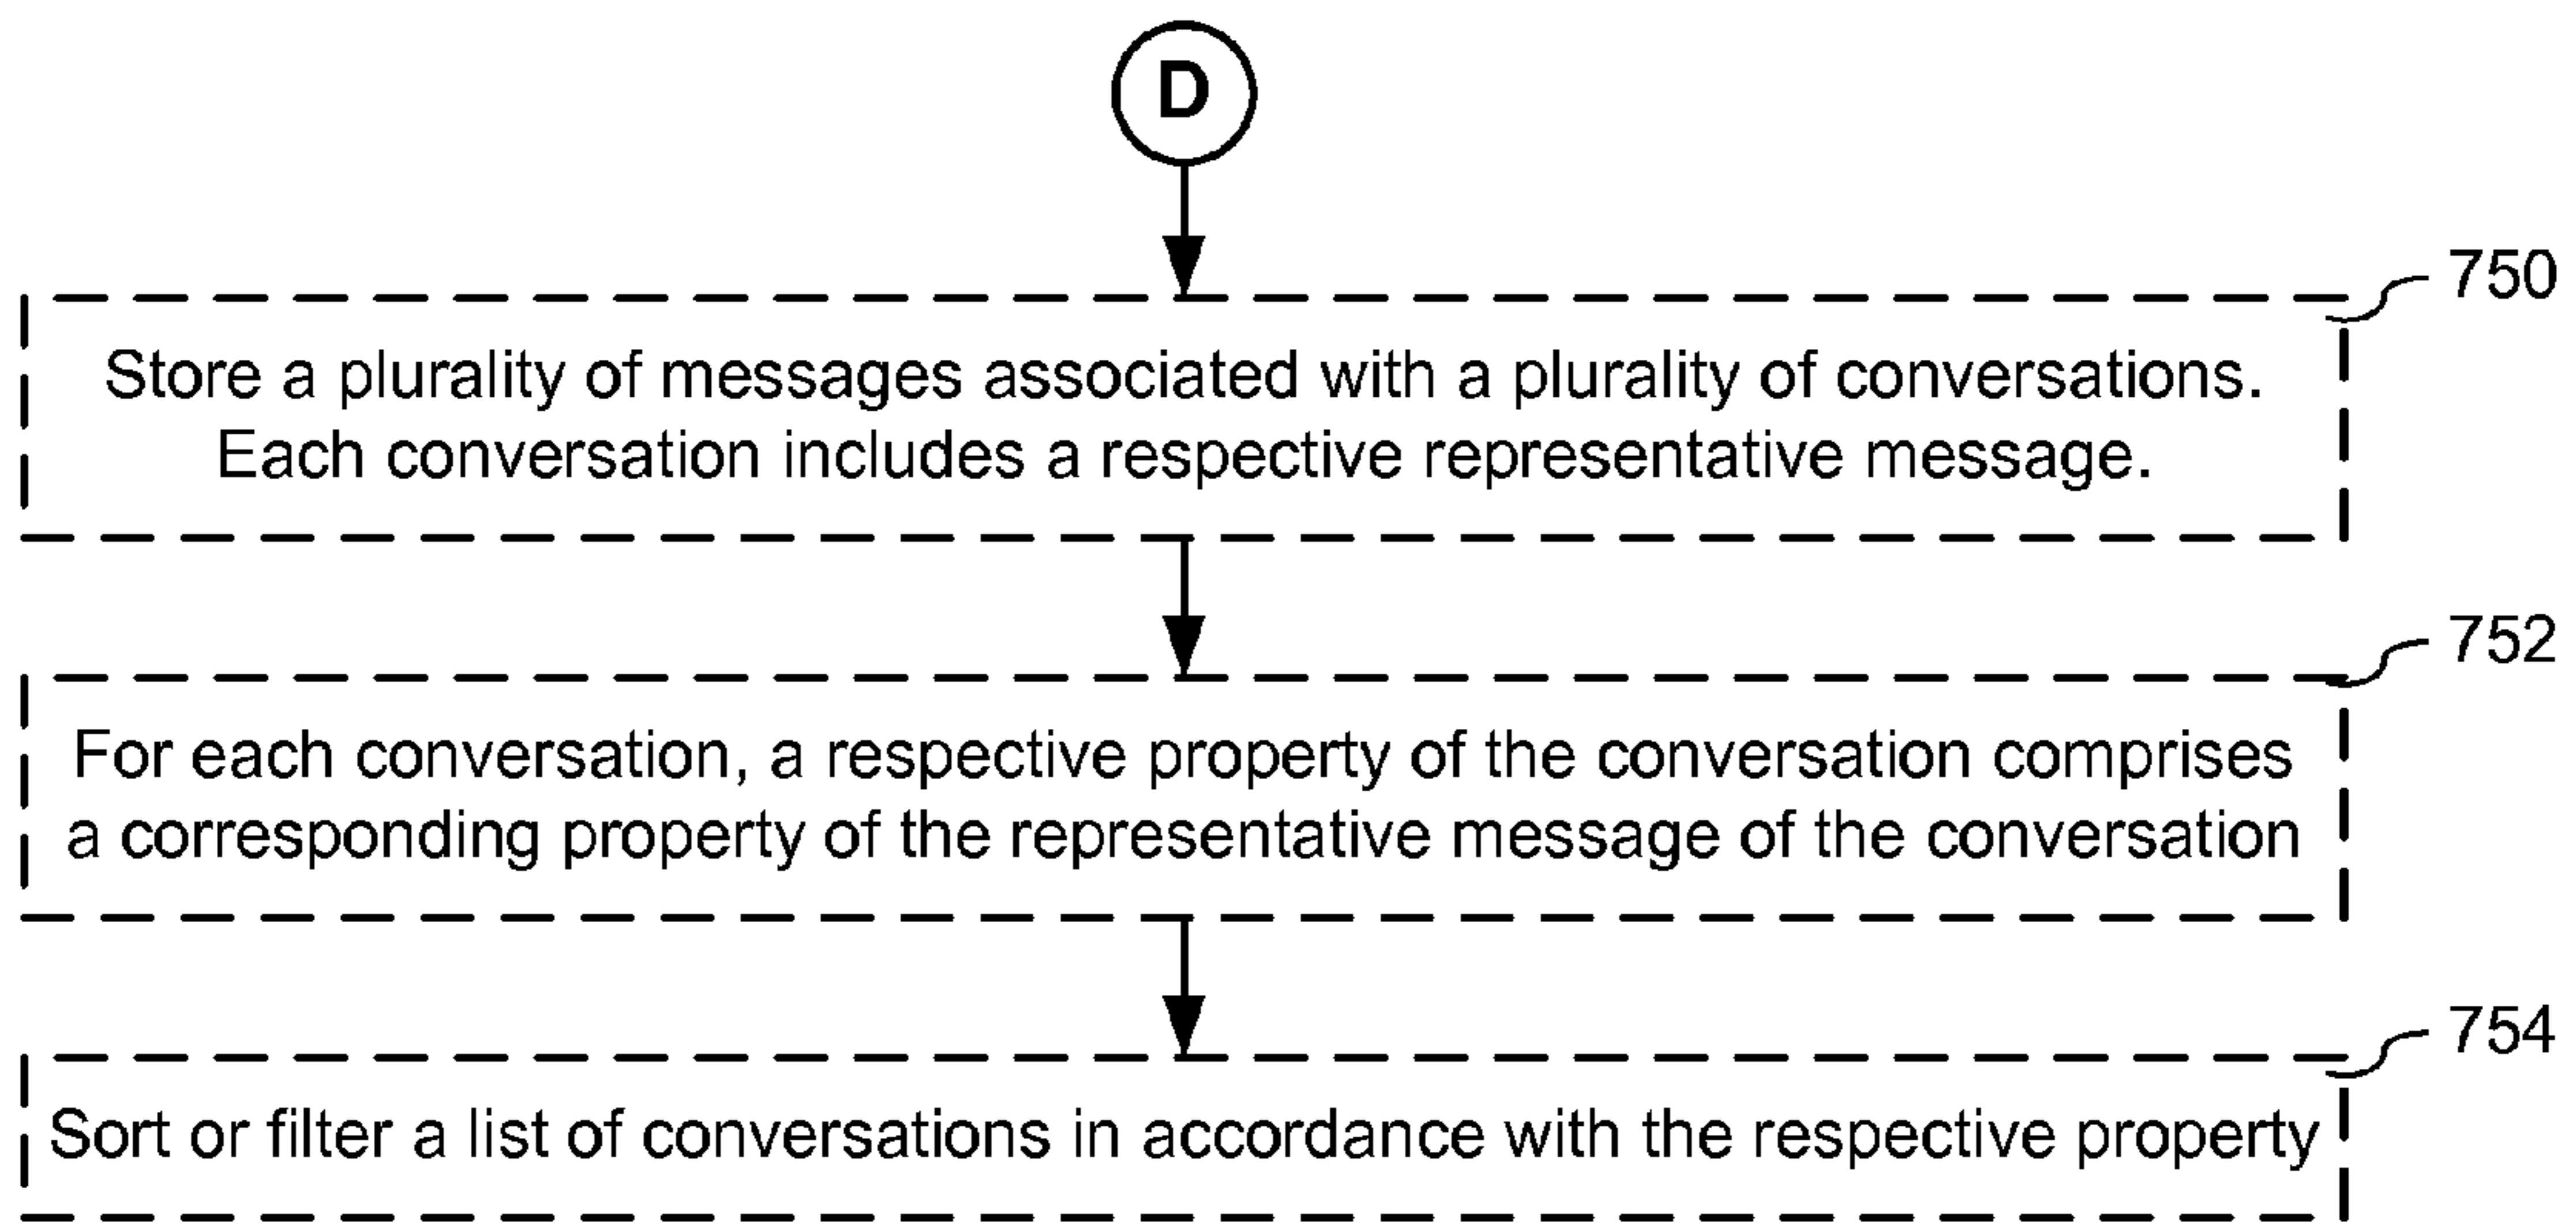 D
750
Store a plurality of messages associated with a plurality of conversations.
Each conversation includes a respective representative message.
752
For each conversation, a respective property of the conversation comprises
a corresponding property of the representative message of the conversation
754
Sort or filter a list of conversations in accordance with the respective property